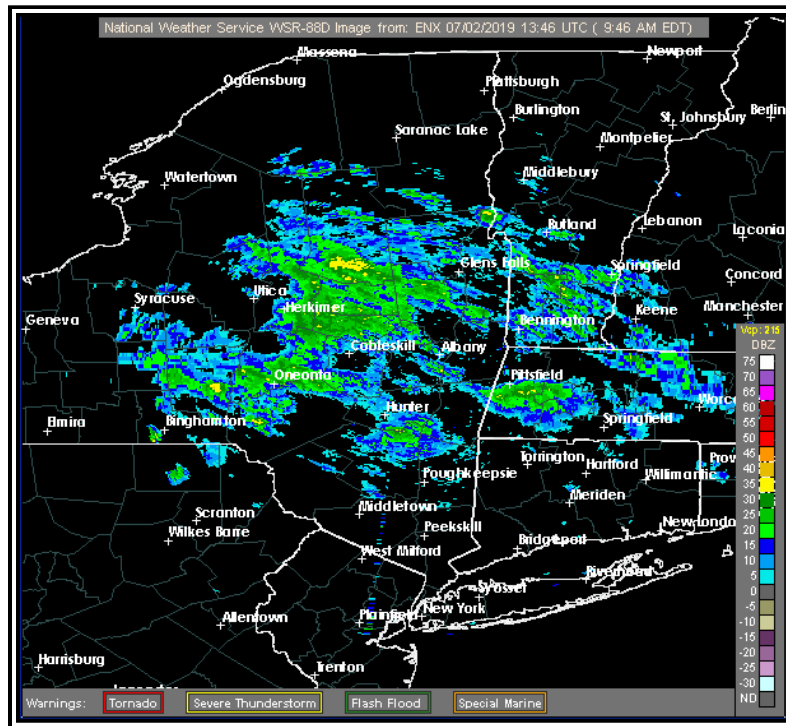 National Weather Service WSR-88D Image from: ENX 07/02/2019 13:46 UTC ( 9:46 AM EDT)
Massena
Newport
Ogdensburg
Plattsburgh
Burlington
St. Johnsbury
Berlin
Saranac Lake
Montpelier
Watertown
Middlebury
Rutland
Lebanon
Laconia
Glens Falls
Springfield
Concord
Utica
Syracuse
Herkimer
Keene
Manchester
Geneva
Bennington
Vcp: 215
DBZ
Cobleskill
Albany
75
70
Oneonta
Pittsfield
65
Worce
60
Hunter
Elmira
Binghamton
Springfield
55
50
Torrington
Hartford
Willimantic
Prov
45
Poughkeepsie
40
Meriden
35
Scranton
Middletown
30
New London
Wilkes Barre
Peekskill
25
West Milford
Bridgeport
20
Riverhead
15
Syosset
10
Allentown
Plainfield
New York
5
0
-5
Harrisburg
-10
Trenton
-15
-20
-25
-30
Warnings:
Tornado
Severe Thunderstorm
Flash Flood
Special Marine
ND